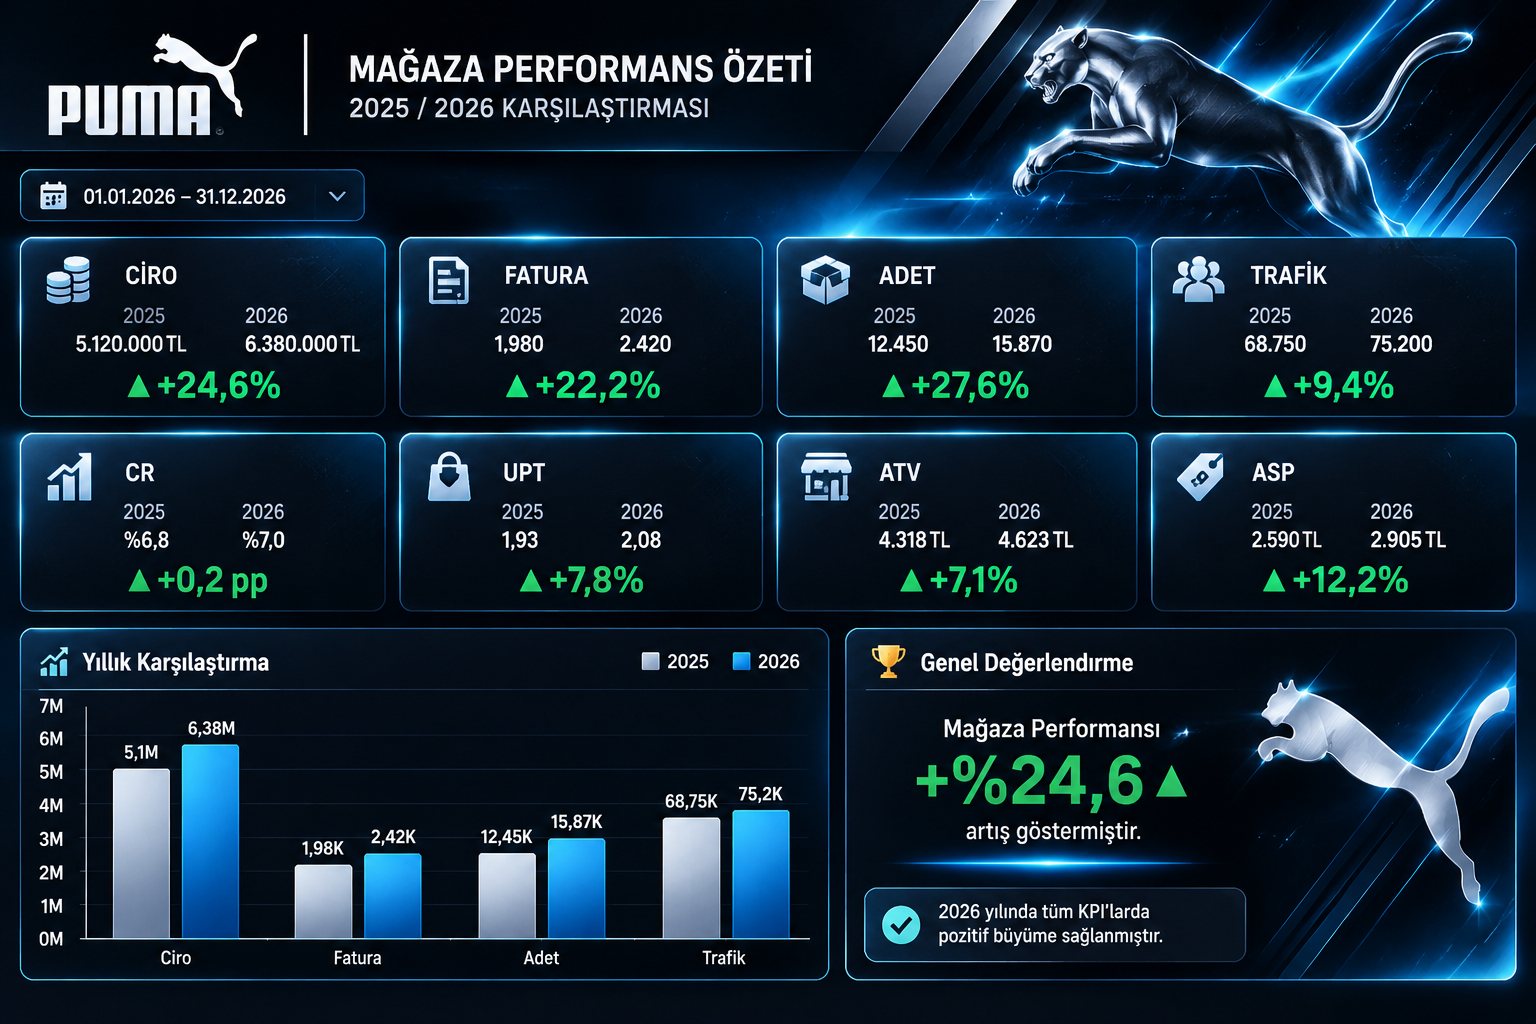 PUMA
MAĞAZA PERFORMANS ÖZETİ
2025 / 2026 KARŞILAŞTIRMASI
01.01.2026 – 31.12.2026
CİRO
2025 2026
5.120.000 TL 6.380.000 TL
▲+24,6%
FATURA
2025 2026
1,980 2.420
▲+22,2%
ADET
2025 2026
12.450 15.870
▲+27,6%
TRAFİK
2025 2026
68.750 75.200
▲+9,4%
CR
2025 2026
%6,8 %7,0
▲+0,2 pp
UPT
2025 2026
1,93 2,08
▲+7,8%
ATV
2025 2026
4.318 TL 4.623 TL
▲+7,1%
ASP
2025 2026
2.590 TL 2.905 TL
▲+12,2%
Yıllık Karşılaştırma
2025 2026
7M
6M
5M
4M
3M
2M
1M
0M
5,1M 6,38M
1,98K 2,42K
12,45K 15,87K
68,75K 75,2K
Ciro Fatura Adet Trafik
Genel Değerlendırme
Mağaza Performansı
+%24,6▲
artış göstermiştir.
2026 yılında tüm KPI'larda
pozitif büyüme sağlanmıştır.